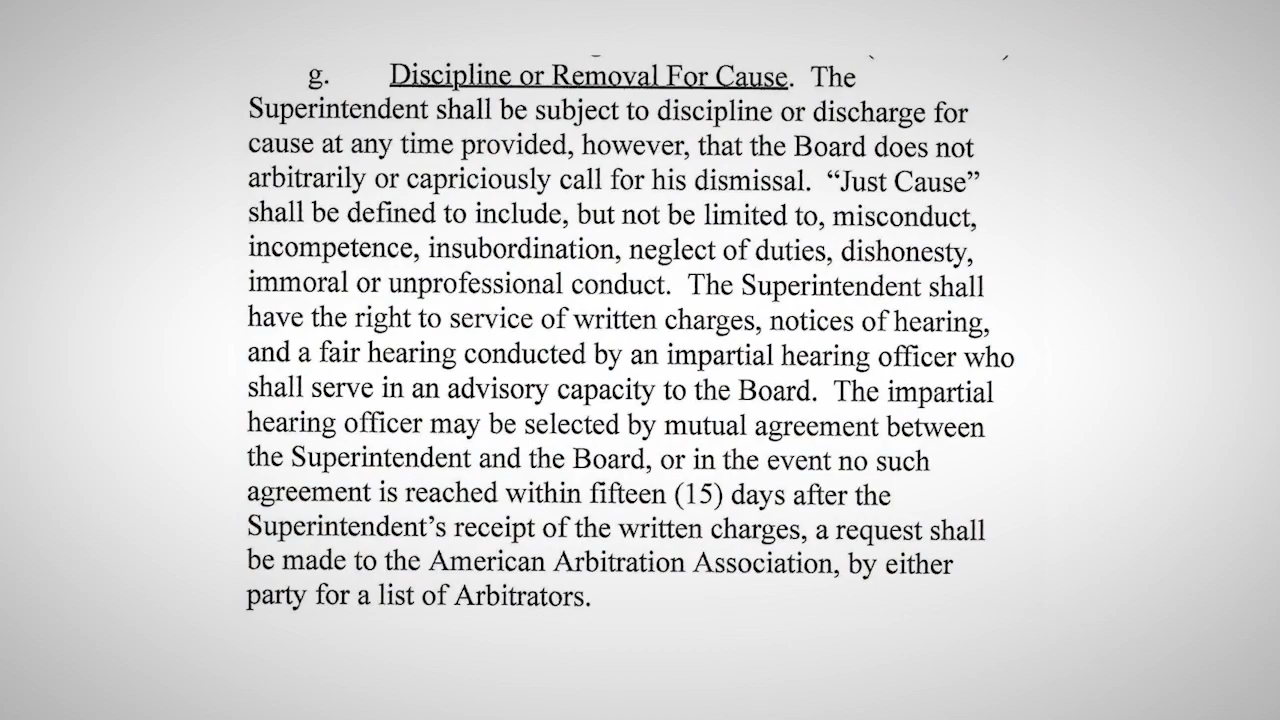 g. Discipline or Removal For Cause. The
Superintendent shall be subject to discipline or discharge for
cause at any time provided, however, that the Board does not
arbitrarily or capriciously call for his dismissal. “Just Cause”
shall be defined to include, but not be limited to, misconduct,
incompetence, insubordination, neglect of duties, dishonesty,
immoral or unprofessional conduct. The Superintendent shall
have the right to service of written charges, notices of hearing,
and a fair hearing conducted by an impartial hearing officer who
shall serve in an advisory capacity to the Board. The impartial
hearing officer may be selected by mutual agreement between
the Superintendent and the Board, or in the event no such
agreement is reached within fifteen (15) days after the
Superintendent’s receipt of the written charges, a request shall
be made to the American Arbitration Association, by either
party for a list of Arbitrators.